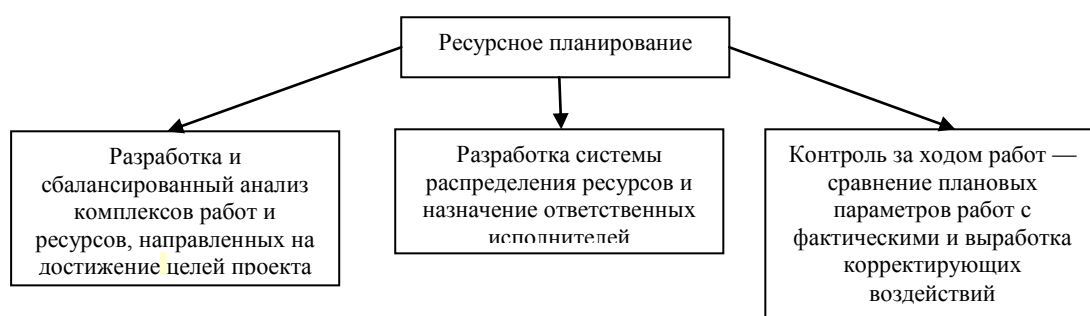 Ресурсное планирование
Разработка и
сбалансированный анализ
комплексов работ и
ресурсов, направленных на
достижение целей проекта
Разработка системы
распределения ресурсов и
назначение ответственных
исполнителей
Контроль за ходом работ —
сравнение плановых
параметров работ с
фактическими и выработка
корректирующих
воздействий